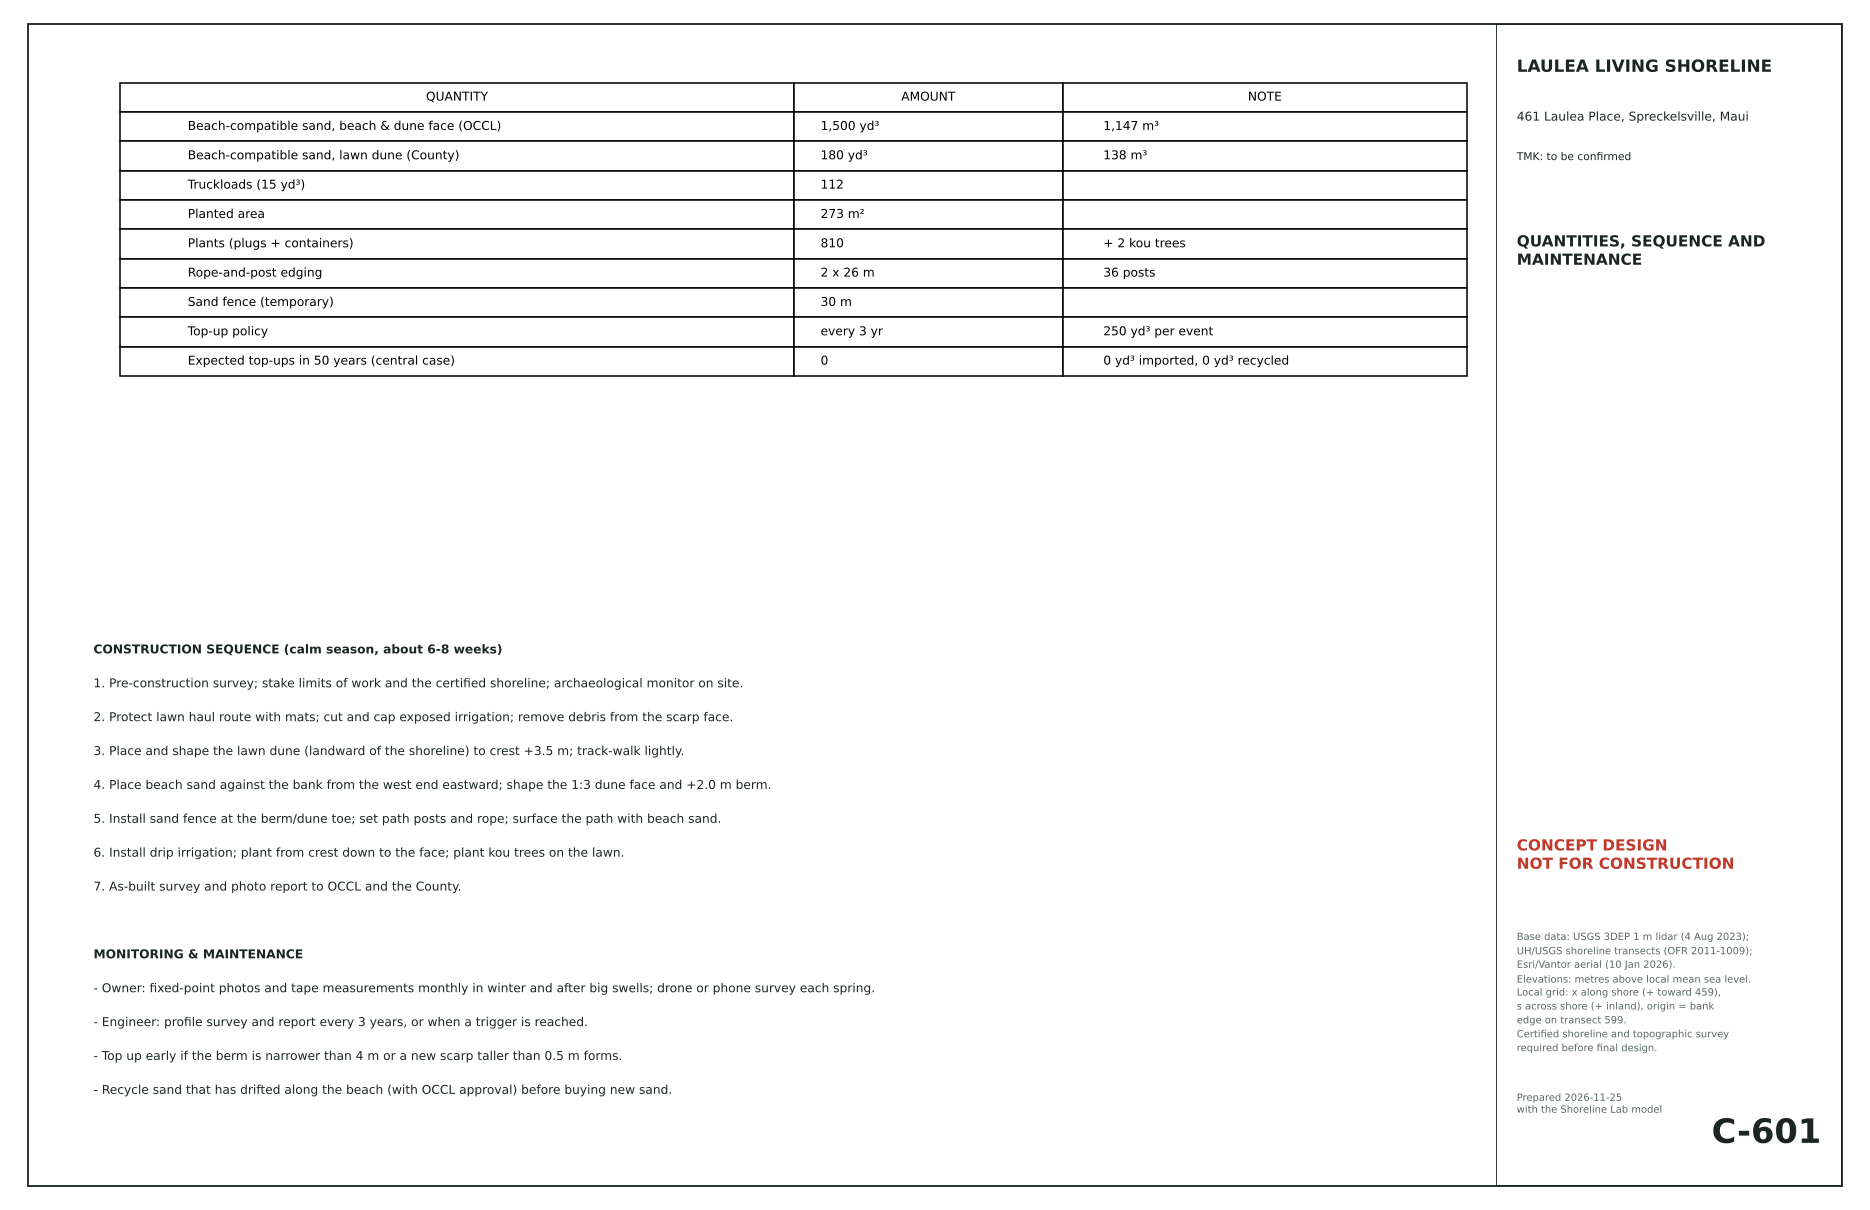 QUANTITY AMOUNT NOTE
Beach-compatible sand, beach & dune face (OCCL) 1,500 yd³ 1,147 m³
Beach-compatible sand, lawn dune (County) 180 yd³ 138 m³
Truckloads (15 yd³) 112
Planted area 273 m²
Plants (plugs + containers) 810 + 2 kou trees
Rope-and-post edging 2 x 26 m 36 posts
Sand fence (temporary) 30 m
Top-up policy every 3 yr 250 yd³ per event
Expected top-ups in 50 years (central case) 0 0 yd³ imported, 0 yd³ recycled
CONSTRUCTION SEQUENCE (calm season, about 6-8 weeks)
1. Pre-construction survey; stake limits of work and the certified shoreline; archaeological monitor on site.
2. Protect lawn haul route with mats; cut and cap exposed irrigation; remove debris from the scarp face.
3. Place and shape the lawn dune (landward of the shoreline) to crest +3.5 m; track-walk lightly.
4. Place beach sand against the bank from the west end eastward; shape the 1:3 dune face and +2.0 m berm.
5. Install sand fence at the berm/dune toe; set path posts and rope; surface the path with beach sand.
6. Install drip irrigation; plant from crest down to the face; plant kou trees on the lawn.
7. As-built survey and photo report to OCCL and the County.
MONITORING & MAINTENANCE
- Owner: fixed-point photos and tape measurements monthly in winter and after big swells; drone or phone survey each spring.
- Engineer: profile survey and report every 3 years, or when a trigger is reached.
- Top up early if the berm is narrower than 4 m or a new scarp taller than 0.5 m forms.
- Recycle sand that has drifted along the beach (with OCCL approval) before buying new sand.
LAULEA LIVING SHORELINE
461 Laulea Place, Spreckelsville, Maui
TMK: to be confirmed
QUANTITIES, SEQUENCE AND
MAINTENANCE
CONCEPT DESIGN
NOT FOR CONSTRUCTION
Base data: USGS 3DEP 1 m lidar (4 Aug 2023);
UH/USGS shoreline transects (OFR 2011-1009);
Esri/Vantor aerial (10 Jan 2026).
Elevations: metres above local mean sea level.
Local grid: x along shore (+ toward 459),
s across shore (+ inland), origin = bank
edge on transect 599.
Certified shoreline and topographic survey
required before final design.
Prepared 2026-11-25
with the Shoreline Lab model
C-601